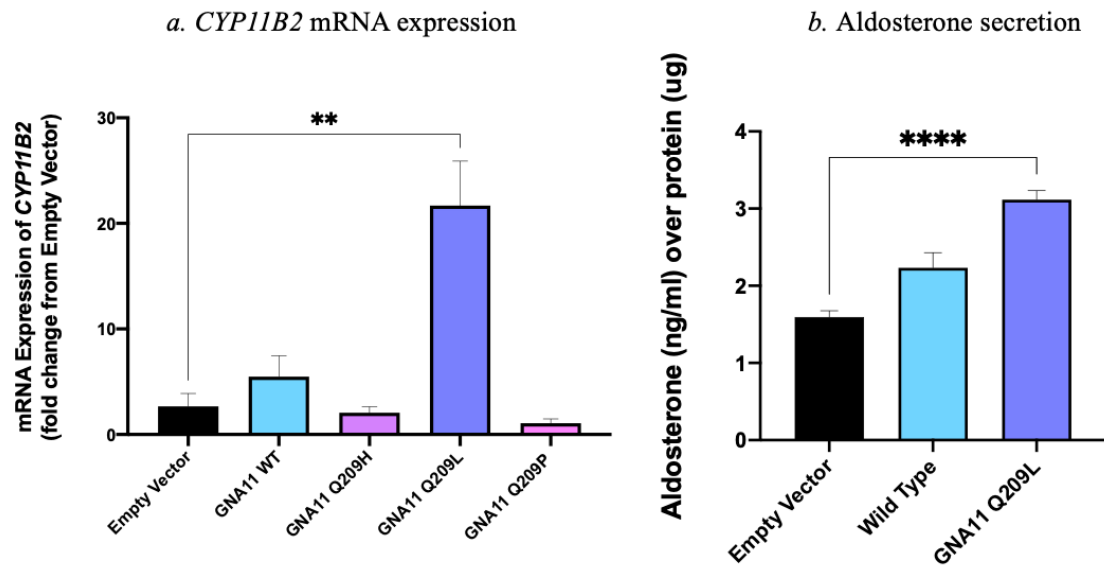 a. CYP11B2 mRNA expression
mRNA Expression of CYP11B2
(fold change from Empty Vector)
30
20
10
0
**
Empty Vector
GNA11 WT
GNA11 Q209H
GNA11 Q209L
GNA11 Q209P
b. Aldosterone secretion
Aldosterone (ng/ml) over protein (ug)
4
3
2
1
0
****
Empty Vector
Wild Type
GNA11 Q209L